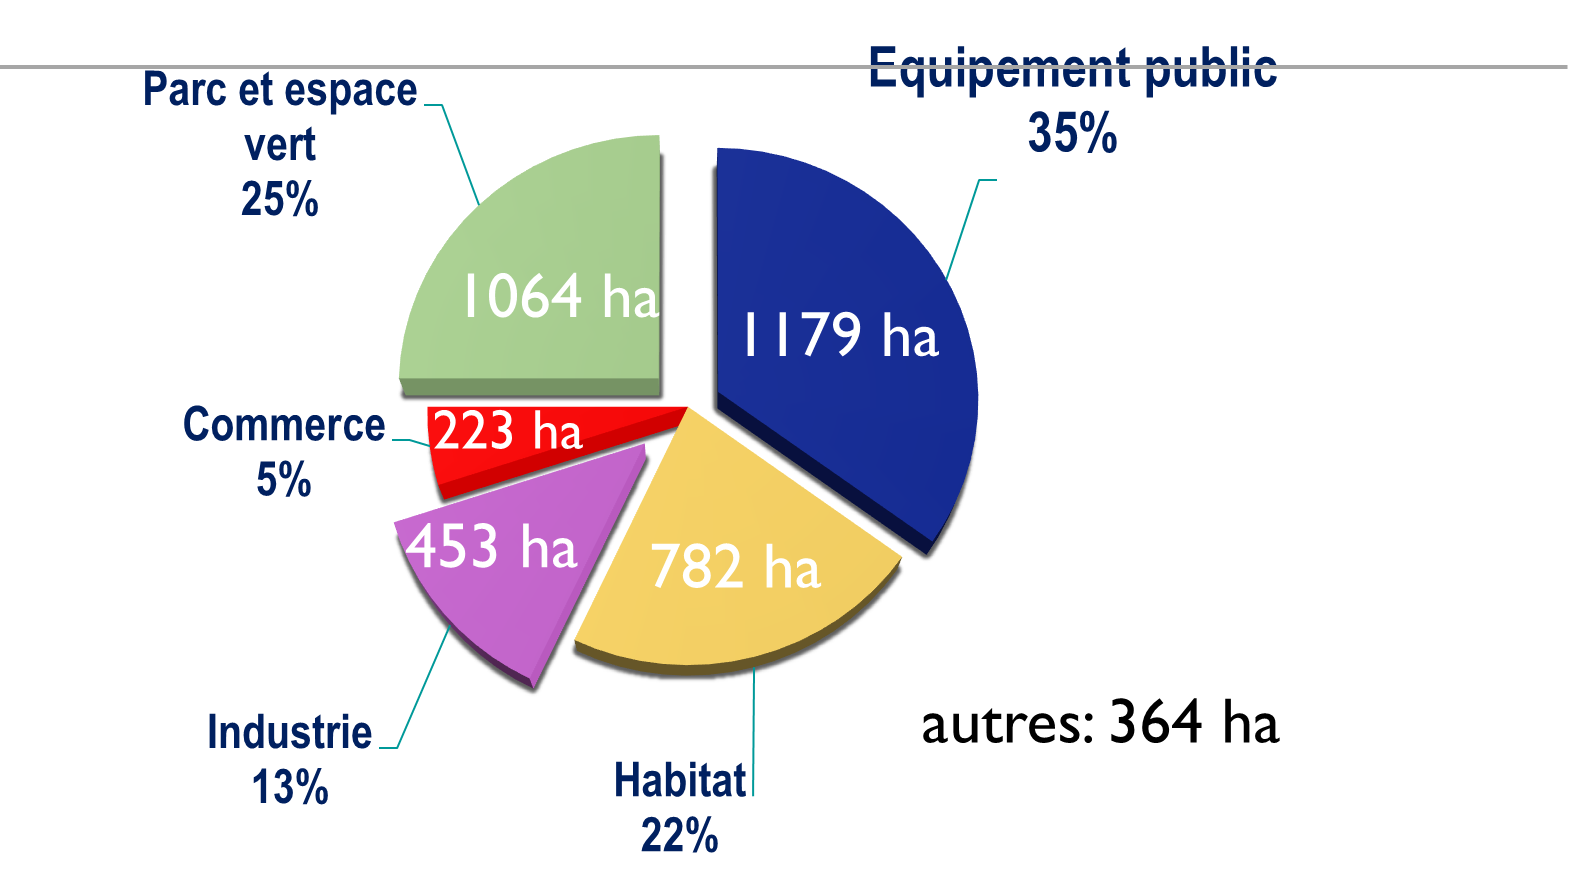 Equipement public
35%
Parc et espace
vert
25%
1064 ha
1179 ha
Commerce
5%
223 ha
453 ha
782 ha
Industrie
13%
autres: 364 ha
Habitat
22%